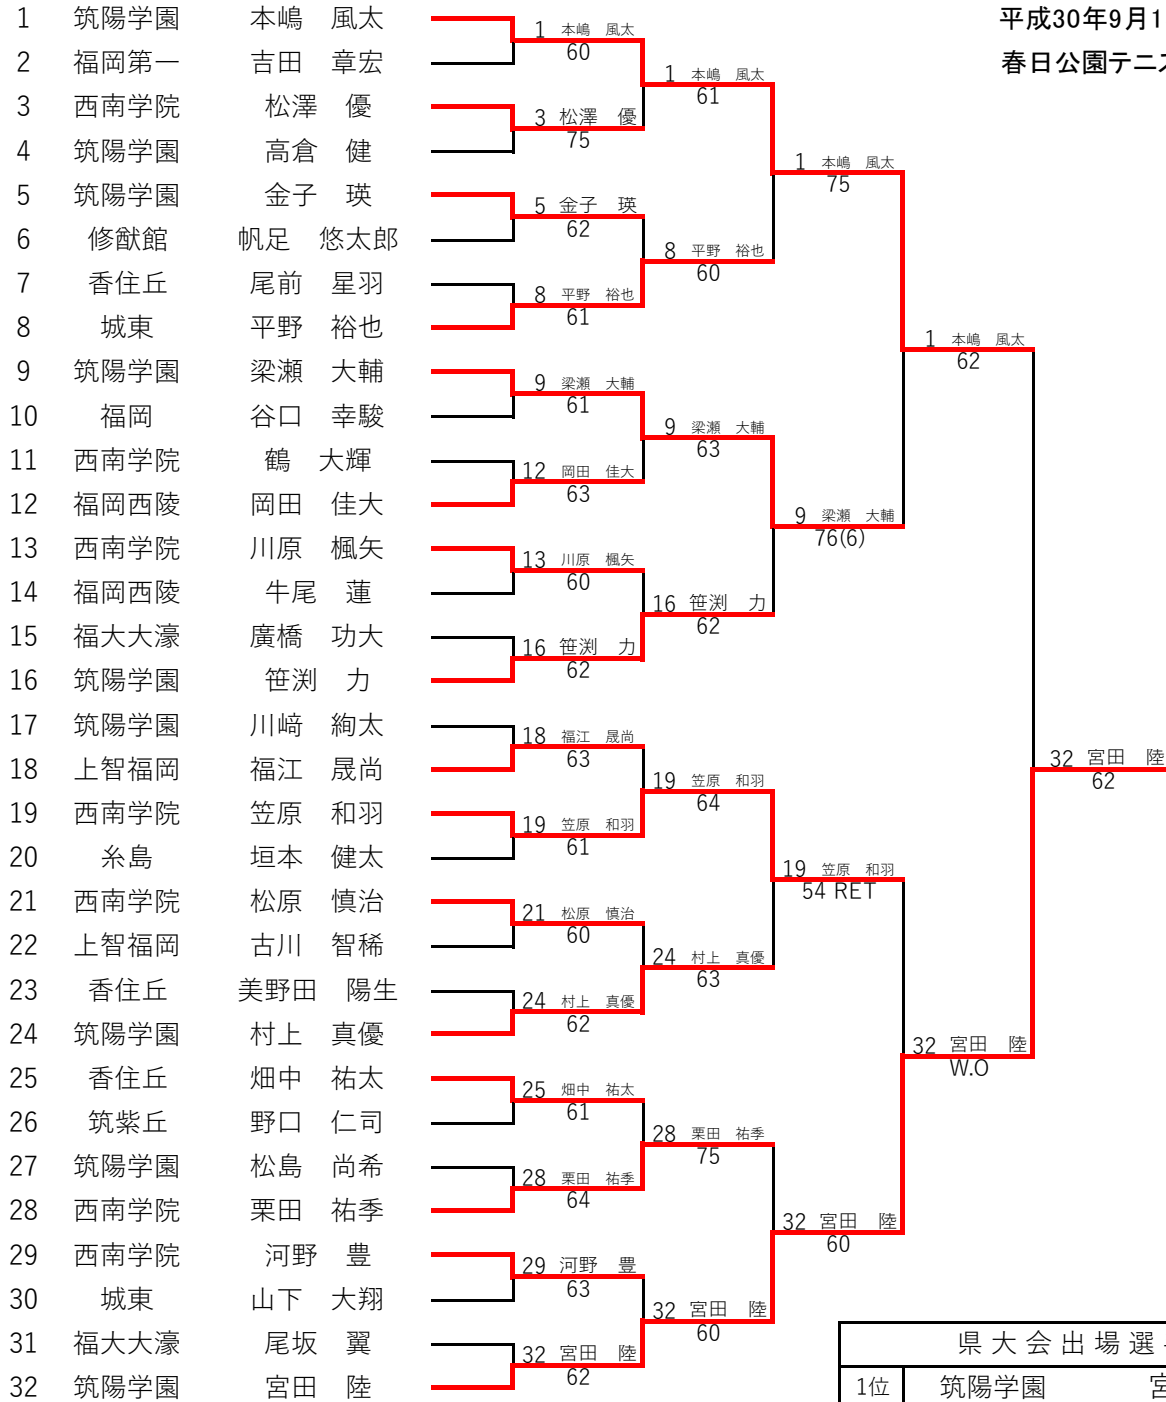 平成30年9月1
春日公園テニス
1 筑陽学園 本嶋 風太
2 福岡第一 吉田 章宏
3 西南学院 松澤 優
4 筑陽学園 高倉 健
5 筑陽学園 金子 瑛
6 修猷館 帆足 悠太郎
7 香住丘 尾前 星羽
8 城東 平野 裕也
9 筑陽学園 梁瀬 大輔
10 福岡 谷口 幸駿
11 西南学院 鶴 大輝
12 福岡西陵 岡田 佳大
13 西南学院 川原 楓矢
14 福岡西陵 牛尾 蓮
15 福大大濠 廣橋 功大
16 筑陽学園 笹渕 力
17 筑陽学園 川﨑 絢太
18 上智福岡 福江 晟尚
19 西南学院 笠原 和羽
20 糸島 垣本 健太
21 西南学院 松原 慎治
22 上智福岡 古川 智稀
23 香住丘 美野田 陽生
24 筑陽学園 村上 真優
25 香住丘 畑中 祐太
26 筑紫丘 野口 仁司
27 筑陽学園 松島 尚希
28 西南学院 栗田 祐季
29 西南学院 河野 豊
30 城東 山下 大翔
31 福大大濠 尾坂 翼
32 筑陽学園 宮田 陸
1 本嶋 風太
60
3 松澤 優
75
5 金子 瑛
62
8 平野 裕也
61
9 梁瀬 大輔
61
12 岡田 佳大
63
13 川原 楓矢
60
16 笹渕 力
62
18 福江 晟尚
63
19 笠原 和羽
61
21 松原 慎治
60
24 村上 真優
62
25 畑中 祐太
61
28 栗田 祐季
64
29 河野 豊
63
32 宮田 陸
62
1 本嶋 風太
61
8 平野 裕也
60
9 梁瀬 大輔
63
16 笹渕 力
62
19 笠原 和羽
64
24 村上 真優
63
28 栗田 祐季
75
32 宮田 陸
60
1 本嶋 風太
75
9 梁瀬 大輔
76(6)
19 笠原 和羽
54 RET
32 宮田 陸
60
1 本嶋 風太
62
32 宮田 陸
W.O
32 宮田 陸
62
県大会出場選
1位 筑陽学園 宮